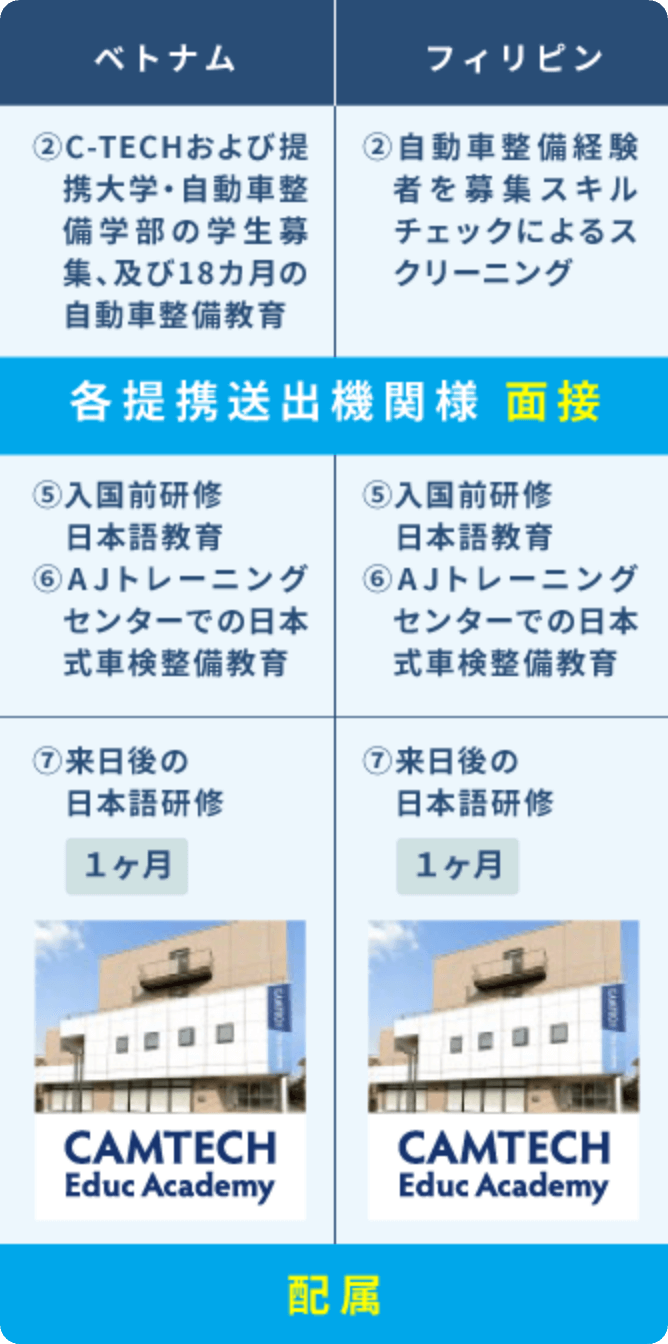 ベトナム
フィリピン
②C-TECHおよび提
携大学・自動車整
備学部の学生募
集、及び18カ月の
自動車整備教育
②自動車整備経験
者を募集スキル
チェックによるス
クリーニング
各提携送出機関様 面接
⑤入国前研修
日本語教育
⑥AJトレーニング
センターでの日本
式車検整備教育
⑤入国前研修
日本語教育
⑥AJトレーニング
センターでの日本
式車検整備教育
⑦来日後の
日本語研修
1ヶ月
CAMTECH
CAMTECH
Educ Academy
⑦来日後の
日本語研修
1ヶ月
CAMTECH
CAMTECH
Educ Academy
配属